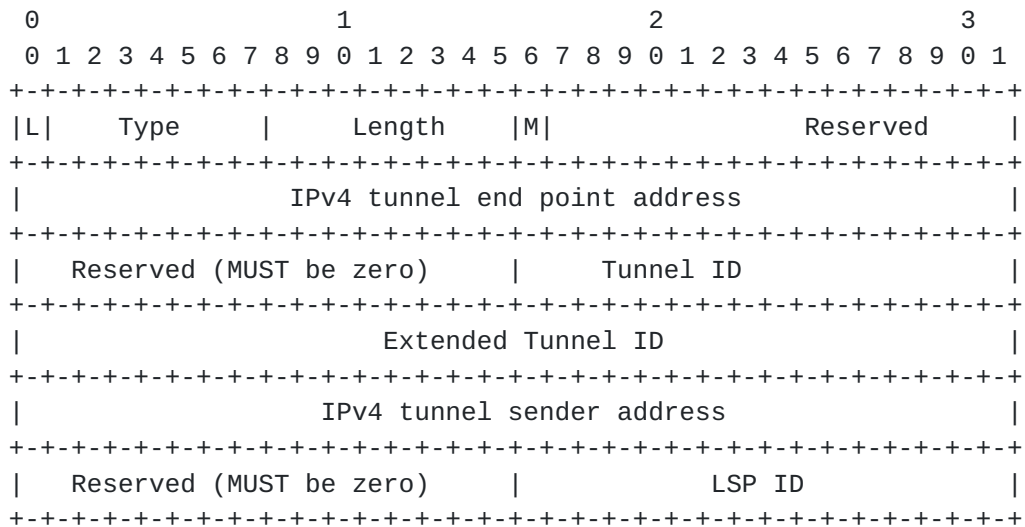 0                   1                   2                   3
 0 1 2 3 4 5 6 7 8 9 0 1 2 3 4 5 6 7 8 9 0 1 2 3 4 5 6 7 8 9 0 1
+-+-+-+-+-+-+-+-+-+-+-+-+-+-+-+-+-+-+-+-+-+-+-+-+-+-+-+-+-+-+-+-+
|L|    Type     |     Length    |M|                Reserved     |
+-+-+-+-+-+-+-+-+-+-+-+-+-+-+-+-+-+-+-+-+-+-+-+-+-+-+-+-+-+-+-+-+
|                 IPv4 tunnel end point address                 |
+-+-+-+-+-+-+-+-+-+-+-+-+-+-+-+-+-+-+-+-+-+-+-+-+-+-+-+-+-+-+-+-+
|   Reserved (MUST be zero)     |     Tunnel ID                 |
+-+-+-+-+-+-+-+-+-+-+-+-+-+-+-+-+-+-+-+-+-+-+-+-+-+-+-+-+-+-+-+-+
|                       Extended Tunnel ID                      |
+-+-+-+-+-+-+-+-+-+-+-+-+-+-+-+-+-+-+-+-+-+-+-+-+-+-+-+-+-+-+-+-+
|                   IPv4 tunnel sender address                  |
+-+-+-+-+-+-+-+-+-+-+-+-+-+-+-+-+-+-+-+-+-+-+-+-+-+-+-+-+-+-+-+-+
|   Reserved (MUST be zero)     |            LSP ID             |
+-+-+-+-+-+-+-+-+-+-+-+-+-+-+-+-+-+-+-+-+-+-+-+-+-+-+-+-+-+-+-+-+